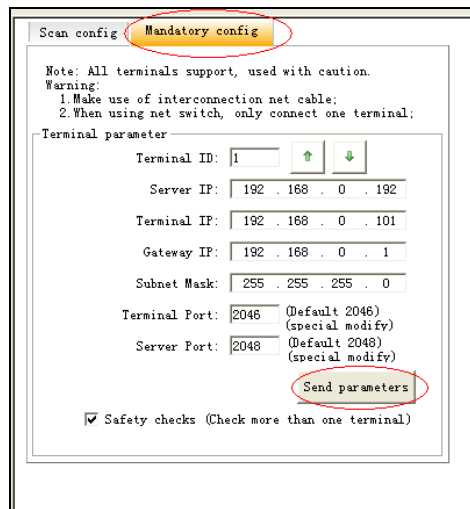 Scan config Mandatory config
Note: All terminals support, used with caution.
Warning:
1.Make use of interconnection net cable;
2.When using net switch, only connect one terminal;
Terminal parameter
Terminal ID: 1
Server IP: 192 . 168 . 0 . 192
Terminal IP: 192 . 168 . 0 . 101
Gateway IP: 192 . 168 . 0 . 1
Subnet Mask: 255 . 255 . 255 . 0
Terminal Port: 2046 (Default 2046)
(special modify)
Server Port: 2048 (Default 2048)
(special modify)
Send parameters
Safety checks (Check more than one terminal)